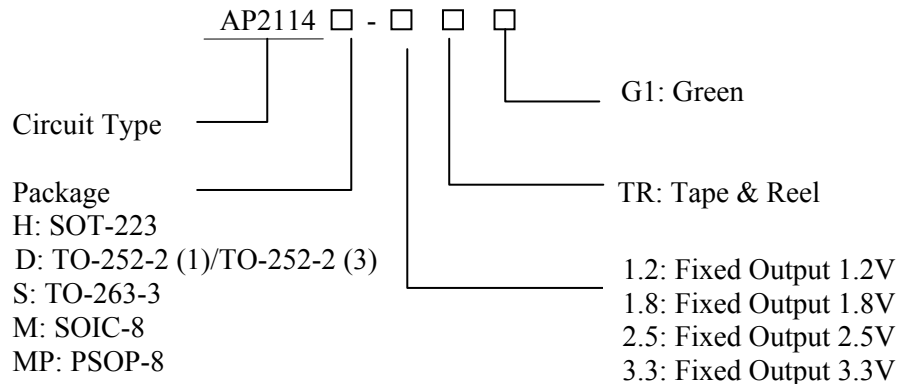 AP2114 □ - □ □ □
Circuit Type
Package
H: SOT-223
D: TO-252-2 (1)/TO-252-2 (3)
S: TO-263-3
M: SOIC-8
MP: PSOP-8
G1: Green
TR: Tape & Reel
1.2: Fixed Output 1.2V
1.8: Fixed Output 1.8V
2.5: Fixed Output 2.5V
3.3: Fixed Output 3.3V